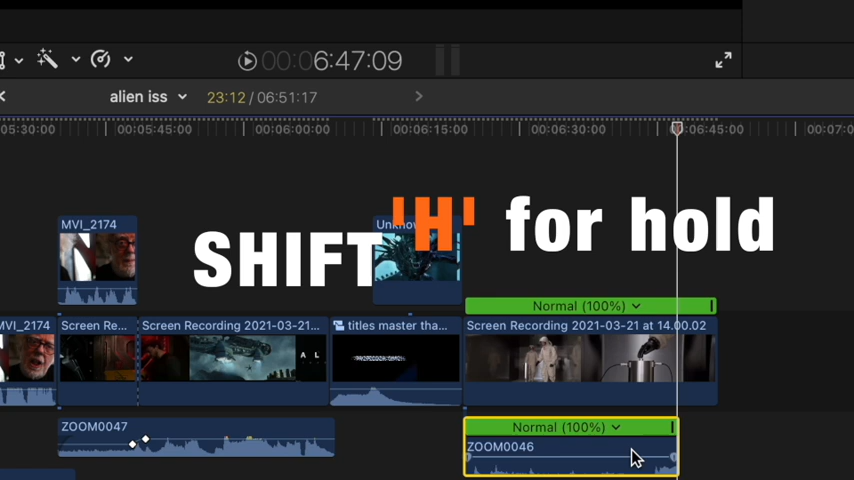 00:06:47:09
alien iss
23:12 / 06:51:17
05:30:00
00:05:45:00
00:06:00:00
00:06:15:00
00:06:30:00
00:06:45:00
00:07:0
SHIFT 'H' for hold
MVI_2174
Unkno
Normal (100%)
MVI_2174
Screen Re...
Screen Recording 2021-03-21...
titles master tha...
Screen Recording 2021-03-21 at 14.00.02
A L
ZOOM0047
Normal (100%)
ZOOM0046